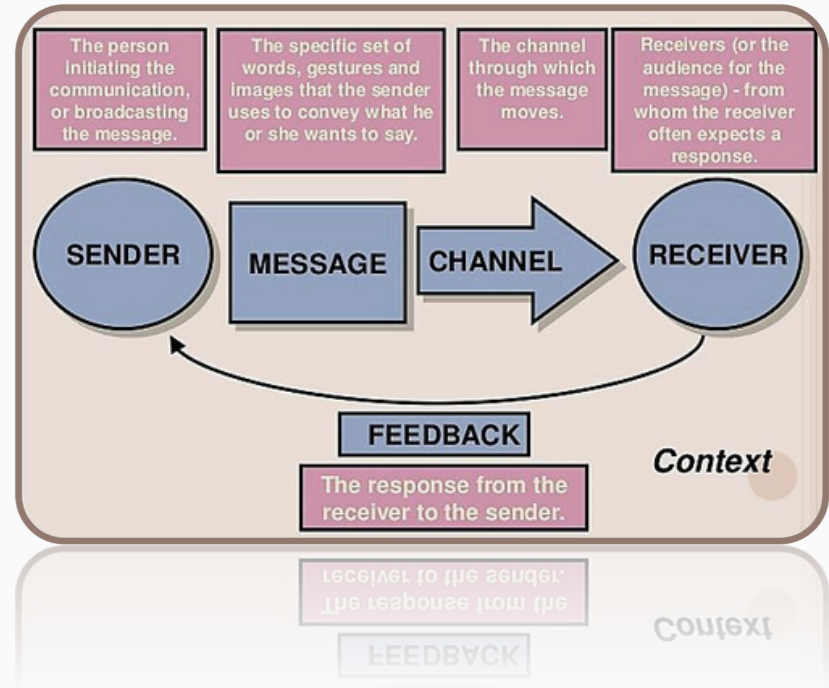 The person
initiating the
communication,
or broadcasting
the message.
The specific set of
words, gestures and
images that the sender
uses to convey what he
or she wants to say.
The channel
through which
the message
moves.
Receivers (or the
audience for the
message) - from
whom the receiver
often expects a
response.
SENDER
MESSAGE
CHANNEL
RECEIVER
FEEDBACK
The response from the
receiver to the sender.
Context